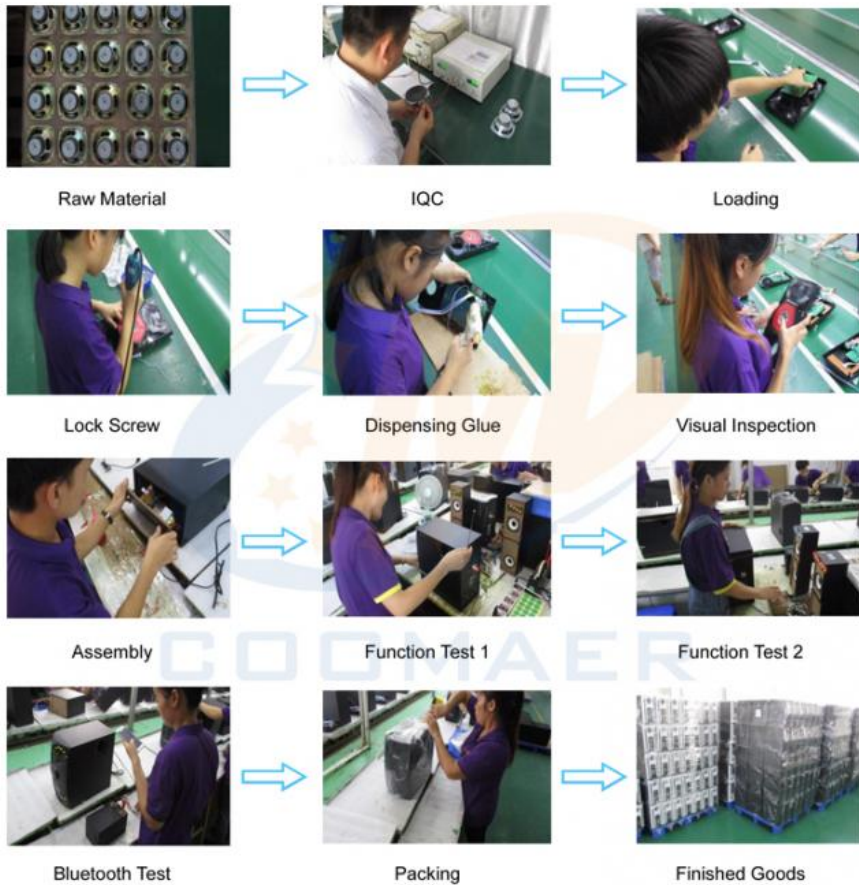 Raw Material
IQC
Loading
Lock Screw
Dispensing Glue
Visual Inspection
Assembly
Function Test 1
Function Test 2
COOMAER
Bluetooth Test
Packing
Finished Goods